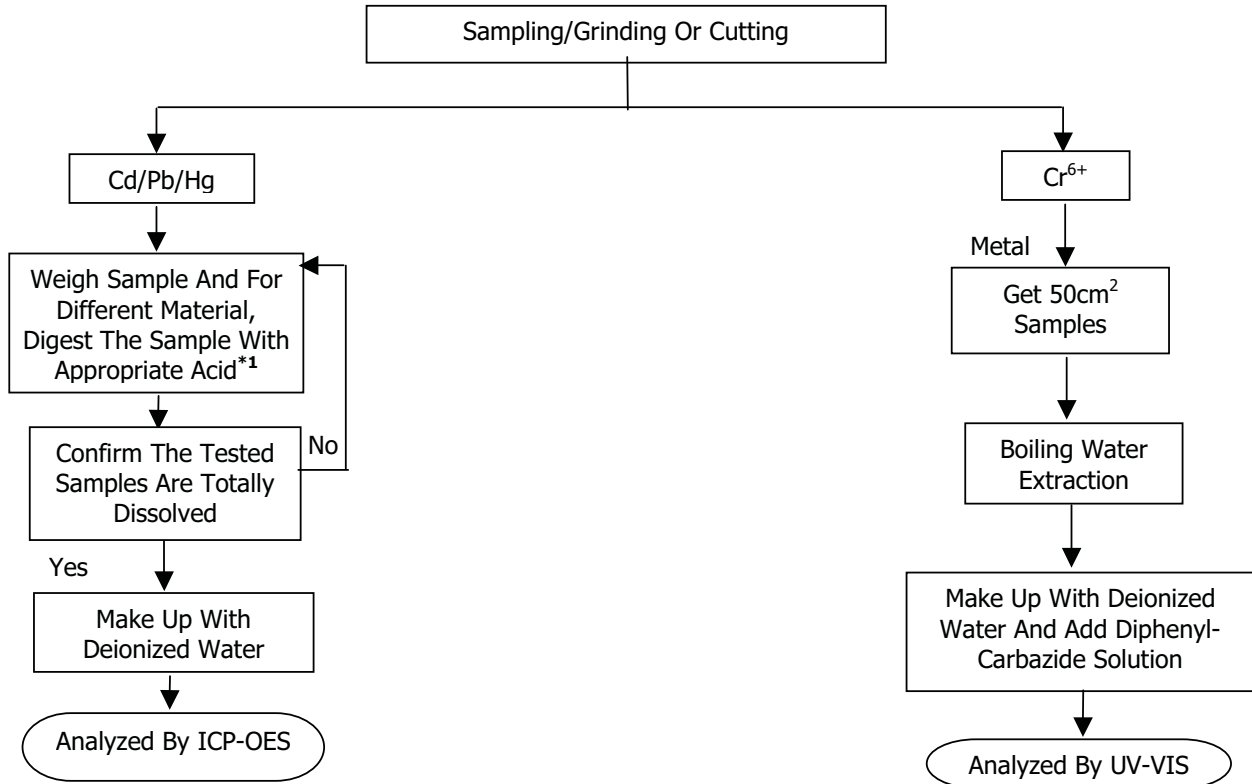 Sampling/Grinding Or Cutting
Cd/Pb/Hg
Weigh Sample And For
Different Material,
Digest The Sample With
Appropriate Acid*1
Confirm The Tested
Samples Are Totally
Dissolved
No
Yes
Make Up With
Deionized Water
Analyzed By ICP-OES
Cr6+
Metal
Get 50cm2
Samples
Boiling Water
Extraction
Make Up With Deionized
Water And Add Diphenyl-
Carbazide Solution
Analyzed By UV-VIS